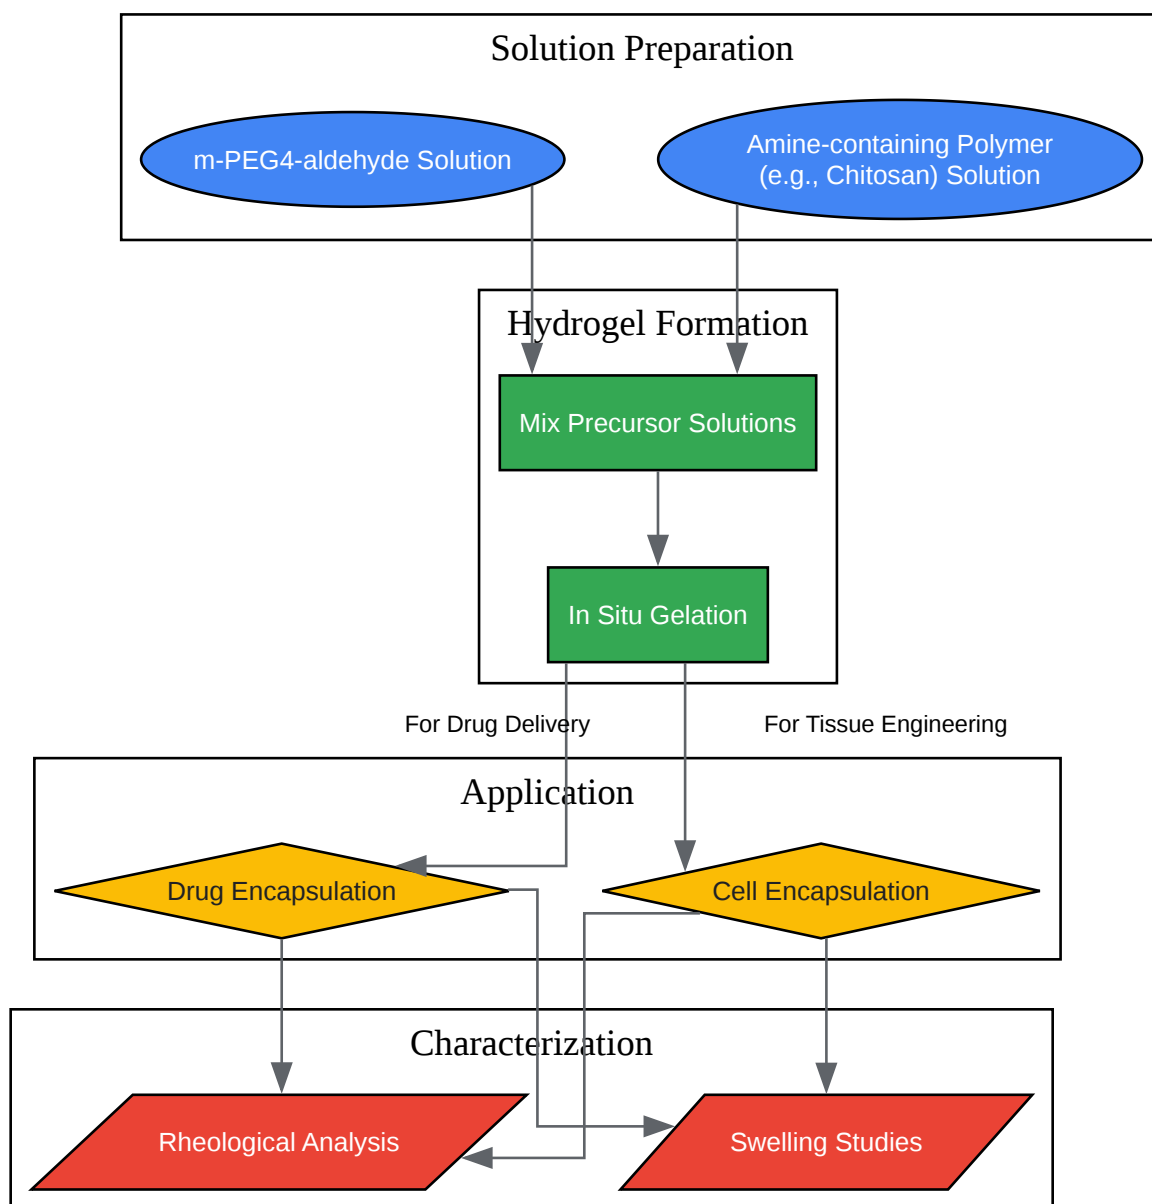 Solution Preparation
m-PEG4-aldehyde Solution
Amine-containing Polymer
(e.g., Chitosan) Solution
Hydrogel Formation
Mix Precursor Solutions
In Situ Gelation
For Drug Delivery
For Tissue Engineering
Application
Drug Encapsulation
Cell Encapsulation
Characterization
Rheological Analysis
Swelling Studies